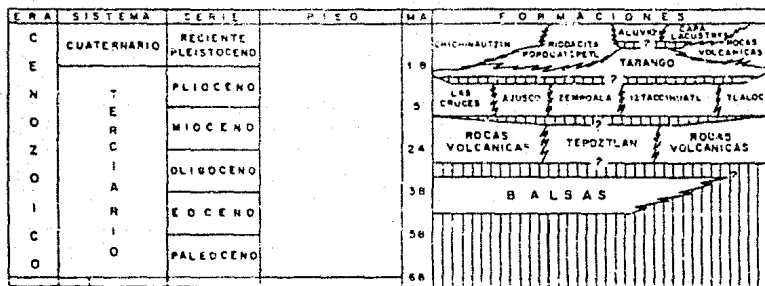 ERA SISTEMA SERIE PISO MA FORMACIONES
CENOZOICO
CUATERNARIO
TERCIARIO
RECIENTE
PLEISTOCENO
PLIOCENO
MIOCENO
OLIGOCENO
EOCENO
PALEOCENO
1.8
5
24
38
58
68
CHICHINAUTZIN
RIODACITA
POPOCATEPETL
ALUVION
?
CAPA
LACUSTRE
ROCAS
VOLCANICAS
TARANGO
?
LAS
CRUCES
AJUSCO
ZEMPOALA
IZTACCIHUATL
TLALOC
?
ROCAS
VOLCANICAS
TEPOZTLAN
ROCAS
VOLCANICAS
?
?
BALSAS